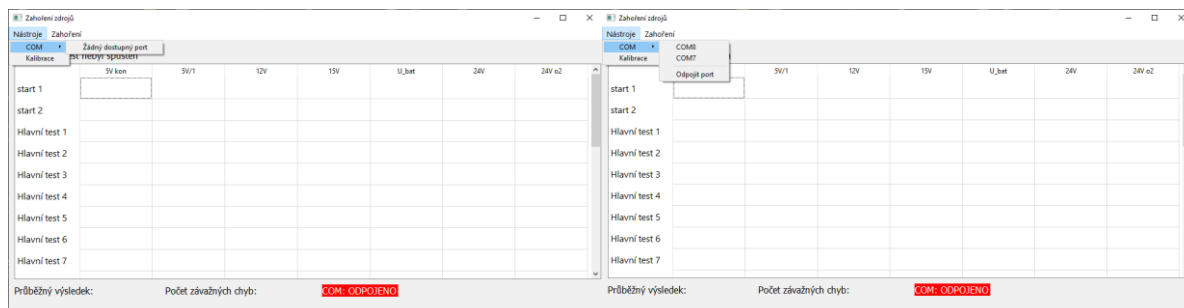 Zahoření zdrojů
Nástroje Zahoření
COM Žádný dostupný port
Kalibrace est nebyl spuštěn
5V kon 5V/1 12V 15V U_bat 24V 24V o2
start 1
start 2
Hlavní test 1
Hlavní test 2
Hlavní test 3
Hlavní test 4
Hlavní test 5
Hlavní test 6
Hlavní test 7
Průběžný výsledek: Počet závažných chyb: COM: ODPOJENO
Zahoření zdrojů
Nástroje Zahoření
COM COM8
Kalibrace COM7
Odpojit port
5V/1 12V 15V U_bat 24V 24V o2
start 1
start 2
Hlavní test 1
Hlavní test 2
Hlavní test 3
Hlavní test 4
Hlavní test 5
Hlavní test 6
Hlavní test 7
Průběžný výsledek: Počet závažných chyb: COM: ODPOJENO